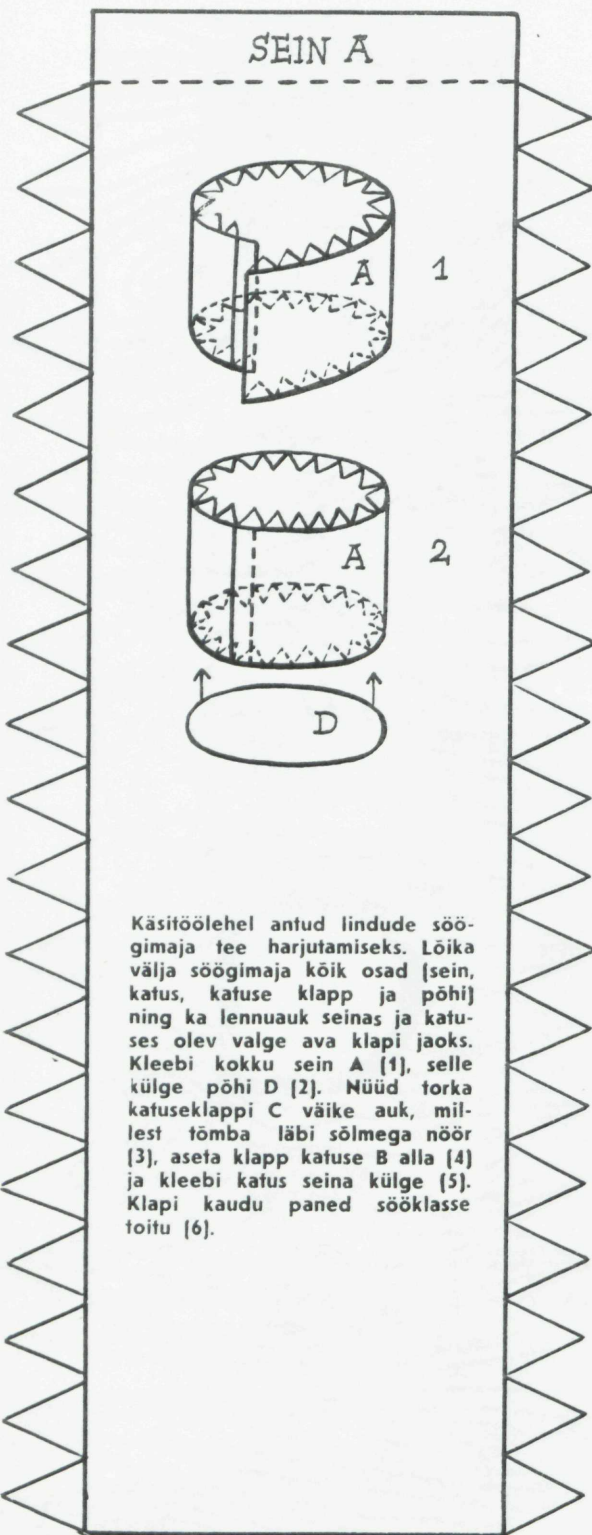 SEIN A
A 1
A 2
D
Käsitöölehel antud lindude söö-
gimaja tee harjutamiseks. Lõika
välja söögimaja kõik osad (sein,
katus, katuse klapp ja põhi)
ning ka lennuauk seinas ja katu-
ses olev valge ava klapi jaoks.
Kleebi kokku sein A (1), selle
külge põhi D (2). Nüüd torka
katuseklappi C väike auk, mil-
lest tõmba läbi sõlmega nöör
(3), aseta klapp katuse B alla (4)
ja kleebi katus seina külge (5).
Klapi kaudu paned sööklasse
toitu (6).